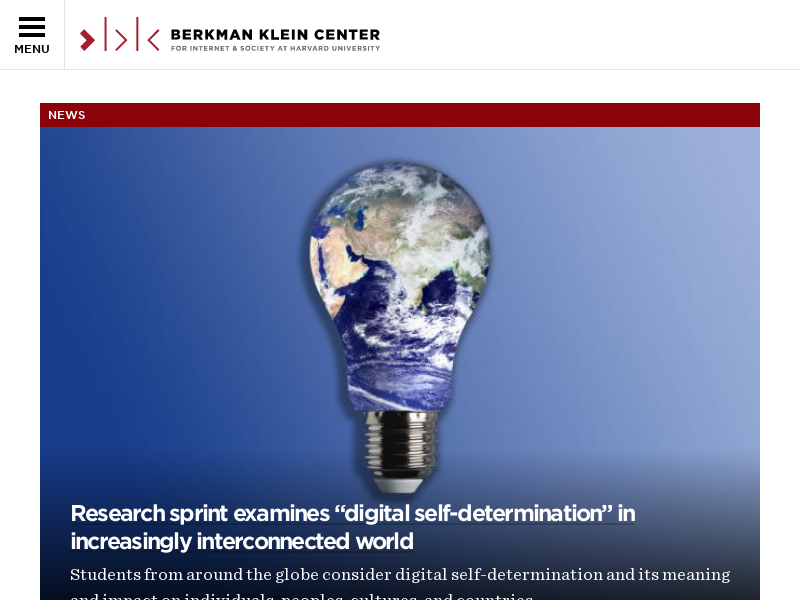 MENU
BERKMAN KLEIN CENTER
FOR INTERNET & SOCIETY AT HARVARD UNIVERSITY
NEWS
Research sprint examines “digital self-determination” in
increasingly interconnected world
Students from around the globe consider digital self-determination and its meaning
and impact on individuals, peoples, cultures, and countries